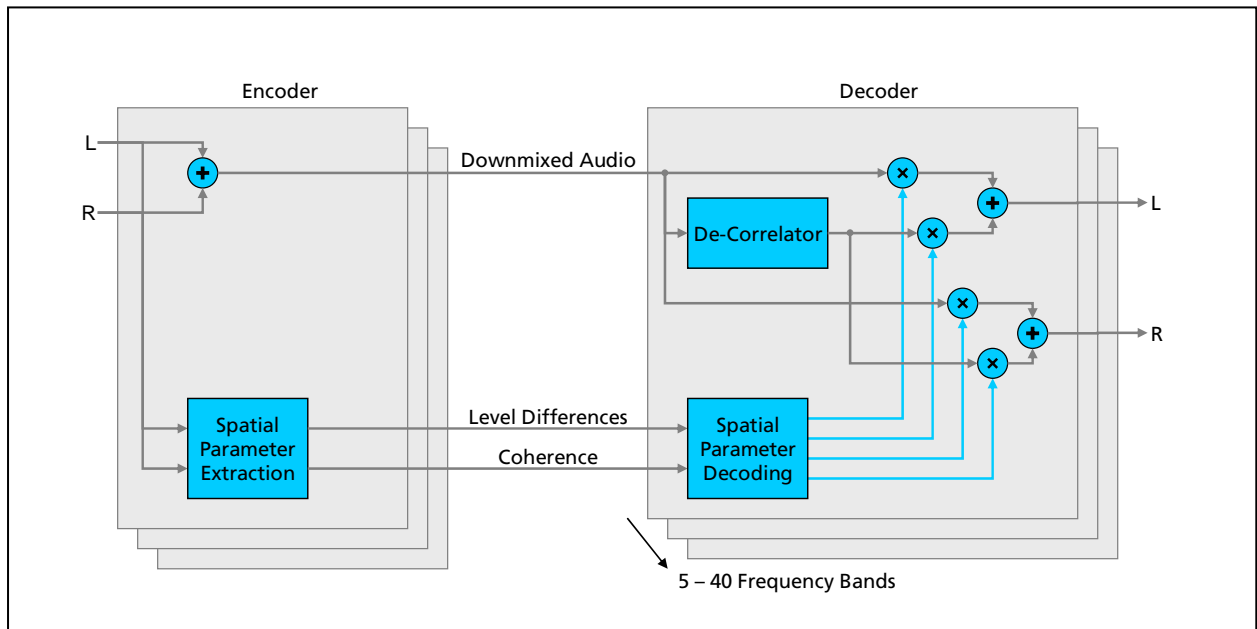 Encoder
Decoder
L
R
+
Downmixed Audio
×
+
L
De-Correlator
×
×
+
R
×
Spatial
Parameter
Extraction
Level Differences
Coherence
Spatial
Parameter
Decoding
5 – 40 Frequency Bands